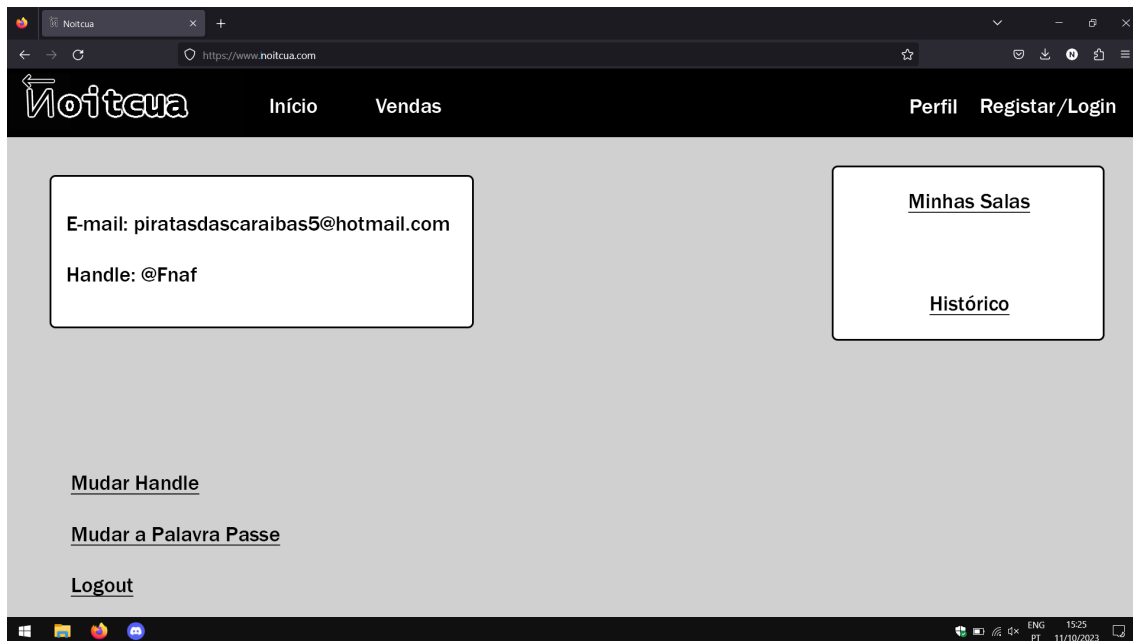 Noitcua
https://www.noitcua.com
N
Noitcua
Início
Vendas
Perfil
Registar/Login
E-mail: piratasdascaraibas5@hotmail.com
Handle: @Fnaf
Minhas Salas
Histórico
Mudar Handle
Mudar a Palavra Passe
Logout
ENG
PT
15:25
11/10/2023